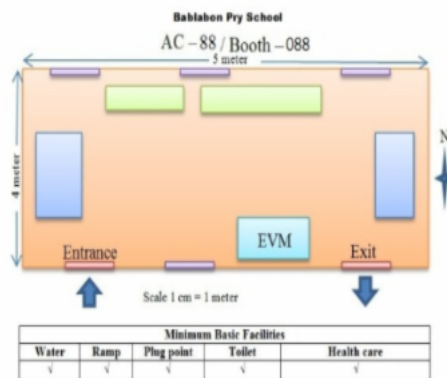 Bablabon Pry School
AC – 88 / Booth – 088
5 meter
4 meter
N
Entrance
EVM
Exit
Scale 1 cm = 1 meter
Minimum Basic Facilities
Water Ramp Plug point Toilet Health care
√ √ √ √ √